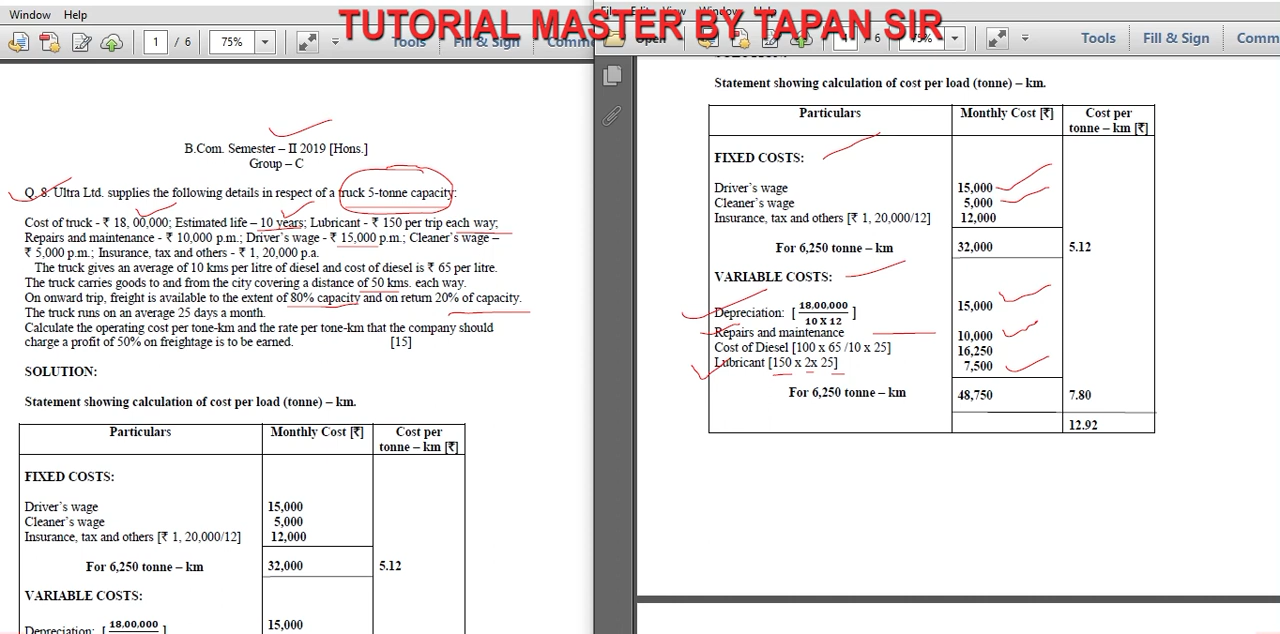 TUTORIAL MASTER BY TAPAN SIR
Window Help
1 / 6 75% Tools Fill & Sign
B.Com. Semester – II 2019 [Hons.]
Group – C
Q. 8. Ultra Ltd. supplies the following details in respect of a truck 5-tonne capacity:
Cost of truck - ₹ 18, 00,000; Estimated life – 10 years; Lubricant - ₹ 150 per trip each way;
Repairs and maintenance - ₹ 10,000 p.m.; Driver's wage - ₹ 15,000 p.m.; Cleaner's wage –
₹ 5,000 p.m.; Insurance, tax and others - ₹ 1, 20,000 p.a.
The truck gives an average of 10 kms per litre of diesel and cost of diesel is ₹ 65 per litre.
The truck carries goods to and from the city covering a distance of 50 kms. each way.
On onward trip, freight is available to the extent of 80% capacity and on return 20% of capacity.
The truck runs on an average 25 days a month.
Calculate the operating cost per tone-km and the rate per tone-km that the company should
charge a profit of 50% on freightage is to be earned. [15]
SOLUTION:
Statement showing calculation of cost per load (tonne) – km.
Particulars Monthly Cost [₹] Cost per
tonne – km [₹]
FIXED COSTS:
Driver's wage 15,000
Cleaner's wage 5,000
Insurance, tax and others [₹ 1, 20,000/12] 12,000
For 6,250 tonne – km 32,000 5.12
VARIABLE COSTS:
Depreciation: [ 18,00,000 ] 15,000
Window Help
Open 1 / 6 75% Tools Fill & Sign Comm
Statement showing calculation of cost per load (tonne) – km.
Particulars Monthly Cost [₹] Cost per
tonne – km [₹]
FIXED COSTS:
Driver's wage 15,000
Cleaner's wage 5,000
Insurance, tax and others [₹ 1, 20,000/12] 12,000
For 6,250 tonne – km 32,000 5.12
VARIABLE COSTS:
Depreciation: [ 18,00,000 / 10 X 12 ] 15,000
Repairs and maintenance 10,000
Cost of Diesel [100 x 65 /10 x 25] 16,250
Lubricant [150 x 2x 25] 7,500
For 6,250 tonne – km 48,750 7.80
12.92